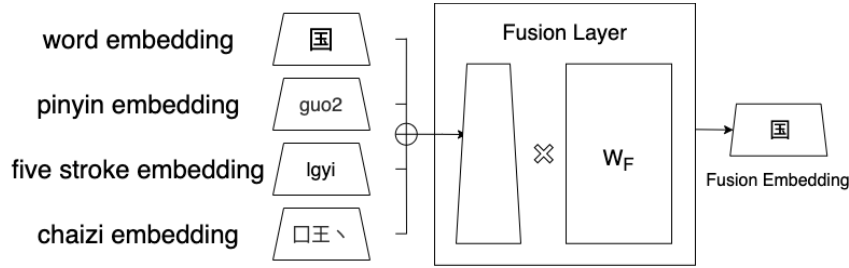 word embedding
国
pinyin embedding
guo2
five stroke embedding
lgyi
chaizi embedding
口王丶
Fusion Layer
W_F
国
Fusion Embedding